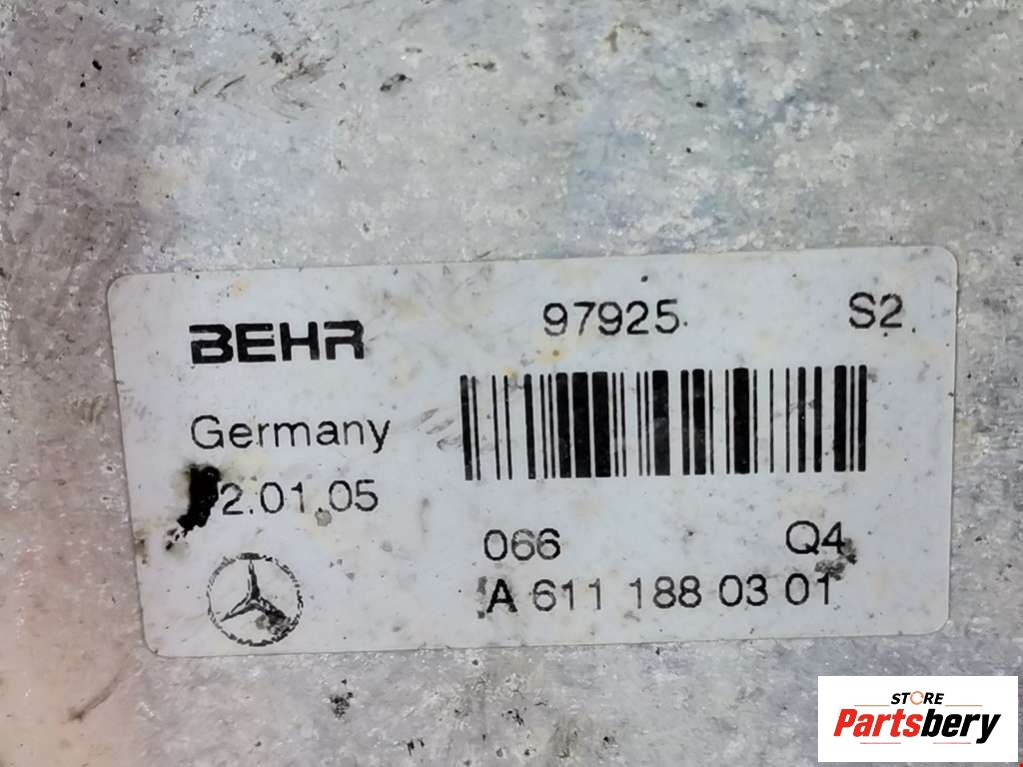 BEHR 97925 S2
Germany
2.01.05
066 Q4
A 611 188 03 01
STORE
Partsbery